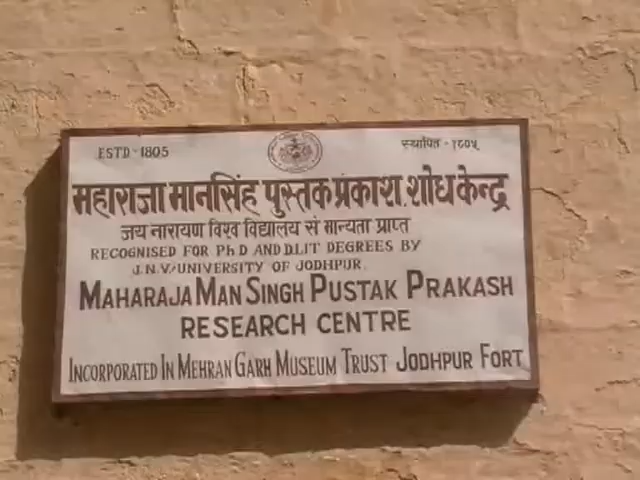 ESTD - 1805 स्थापित - १८०५
महाराजा मानसिंह पुस्तक प्रकाश शोध केन्द्र
जय नारायण विश्व विद्यालय सं मान्यता प्राप्त
RECOGNISED FOR Ph D AND D.LIT DEGREES BY
J.N.V. UNIVERSITY OF JODHPUR.
MAHARAJA MAN SINGH PUSTAK PRAKASH
RESEARCH CENTRE
INCORPORATED IN MEHRAN GARH MUSEUM TRUST JODHPUR FORT